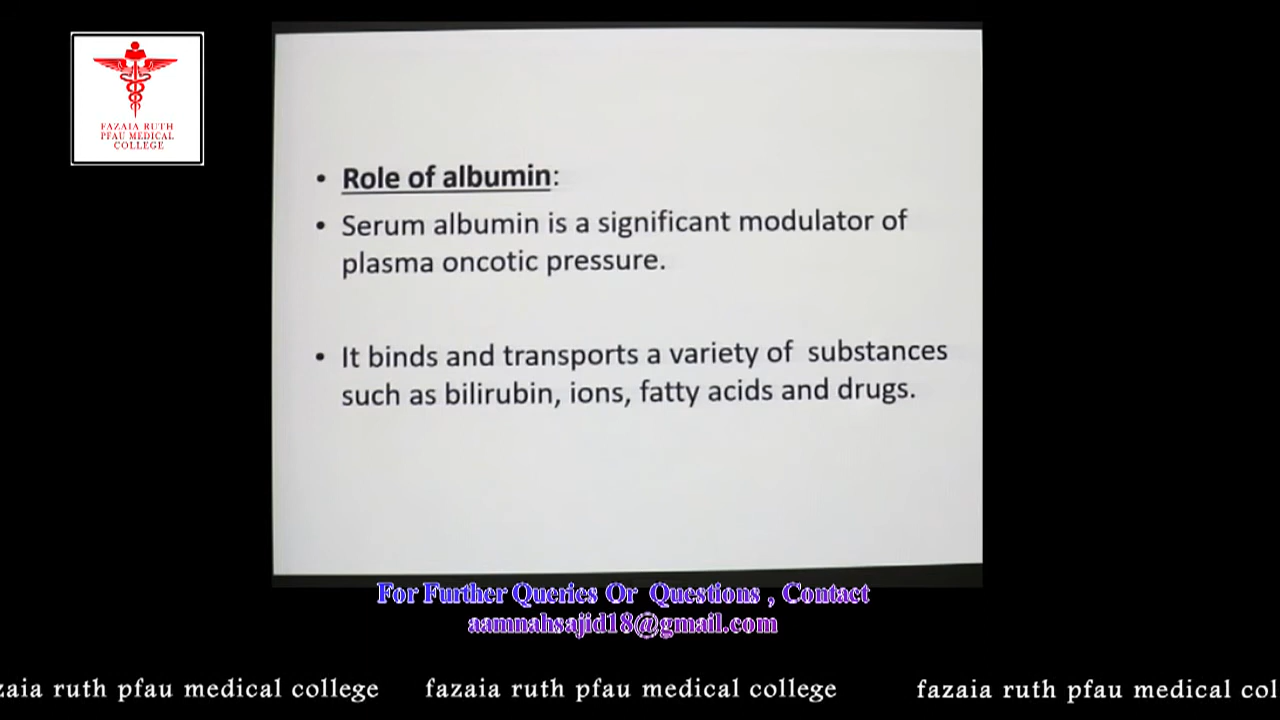 FAZAIA RUTH
PFAU MEDICAL
COLLEGE
• Role of albumin:
• Serum albumin is a significant modulator of
plasma oncotic pressure.
• It binds and transports a variety of substances
such as bilirubin, ions, fatty acids and drugs.
For Further Queries Or Questions , Contact
aamnahsajid18@gmail.com
zaia ruth pfau medical college fazaia ruth pfau medical college fazaia ruth pfau medical col